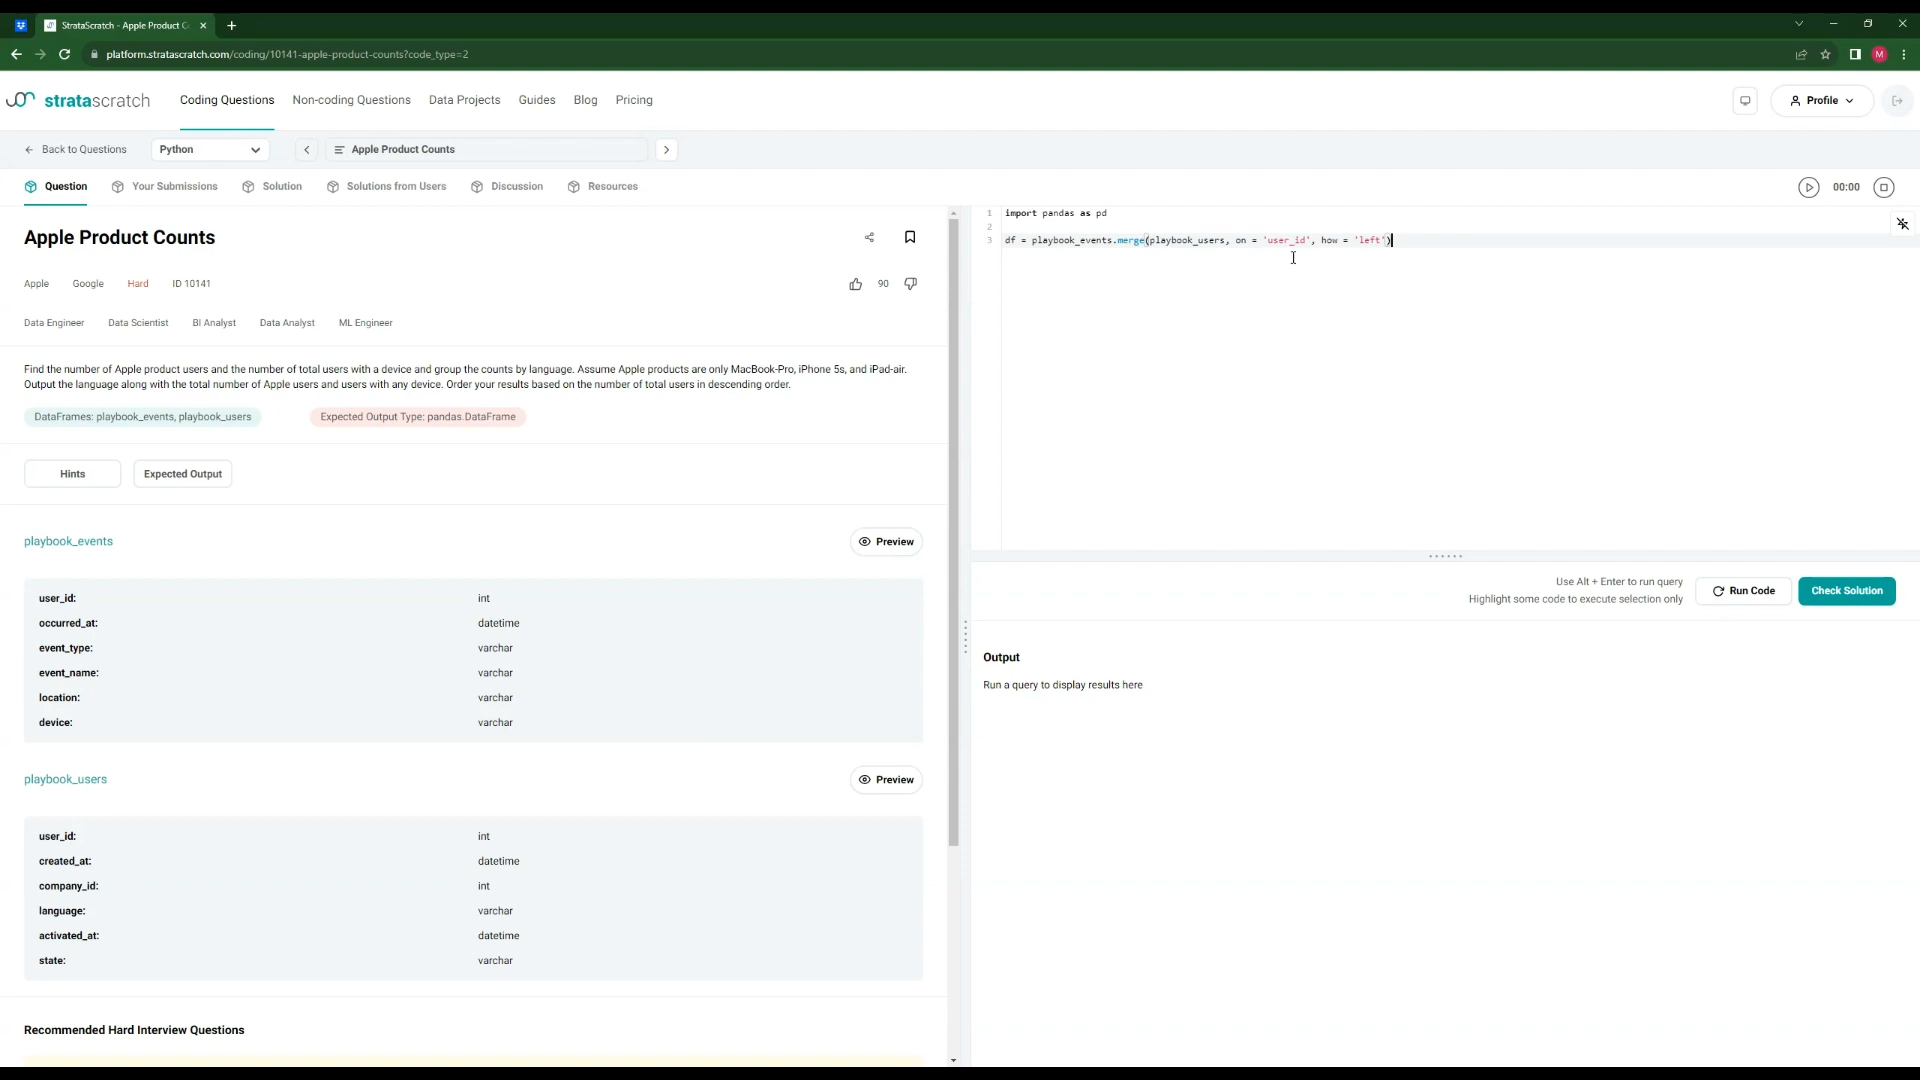 StrataScratch - Apple Product C
platform.stratascratch.com/coding/10141-apple-product-counts?code_type=2
M
stratascratch
Coding Questions
Non-coding Questions
Data Projects
Guides
Blog
Pricing
Profile
Back to Questions
Python
Apple Product Counts
Question
Your Submissions
Solution
Solutions from Users
Discussion
Resources
00:00
Apple Product Counts
Apple
Google
Hard
ID 10141
90
Data Engineer
Data Scientist
BI Analyst
Data Analyst
ML Engineer
Find the number of Apple product users and the number of total users with a device and group the counts by language. Assume Apple products are only MacBook-Pro, iPhone 5s, and iPad-air.
Output the language along with the total number of Apple users and users with any device. Order your results based on the number of total users in descending order.
DataFrames: playbook_events, playbook_users
Expected Output Type: pandas.DataFrame
Hints
Expected Output
playbook_events
Preview
user_id: int
occurred_at: datetime
event_type: varchar
event_name: varchar
location: varchar
device: varchar
playbook_users
Preview
user_id: int
created_at: datetime
company_id: int
language: varchar
activated_at: datetime
state: varchar
Recommended Hard Interview Questions
1 import pandas as pd
2
3 df = playbook_events.merge(playbook_users, on = 'user_id', how = 'left')
Use Alt + Enter to run query
Highlight some code to execute selection only
Run Code
Check Solution
Output
Run a query to display results here